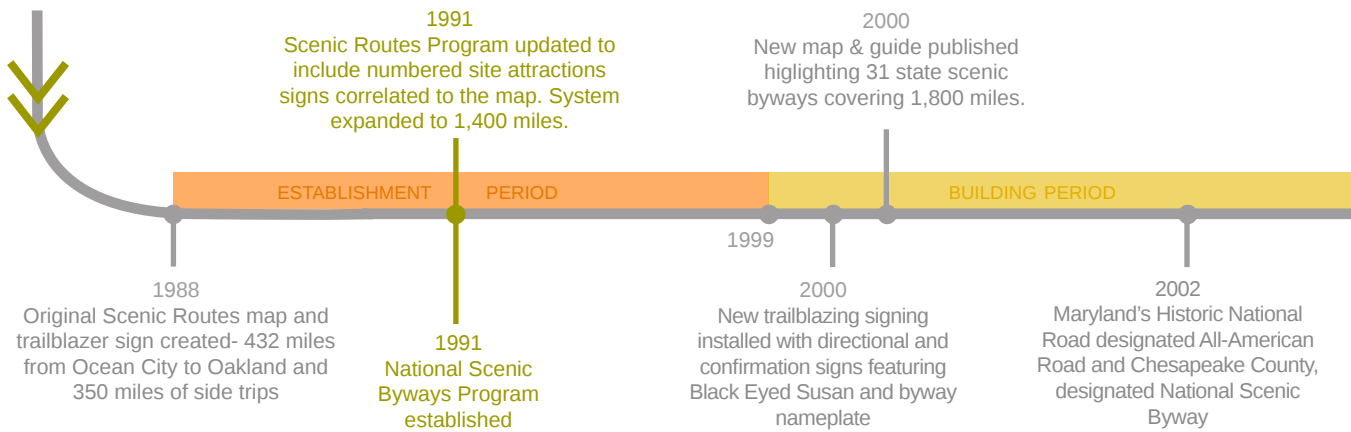 1991
Scenic Routes Program updated to
include numbered site attractions
signs correlated to the map. System
expanded to 1,400 miles.
2000
New map & guide published
higlighting 31 state scenic
byways covering 1,800 miles.
ESTABLISHMENT PERIOD
BUILDING PERIOD
1999
1988
Original Scenic Routes map and
trailblazer sign created- 432 miles
from Ocean City to Oakland and
350 miles of side trips
1991
National Scenic
Byways Program
established
2000
New trailblazing signing
installed with directional and
confirmation signs featuring
Black Eyed Susan and byway
nameplate
2002
Maryland’s Historic National
Road designated All-American
Road and Chesapeake County,
designated National Scenic
Byway